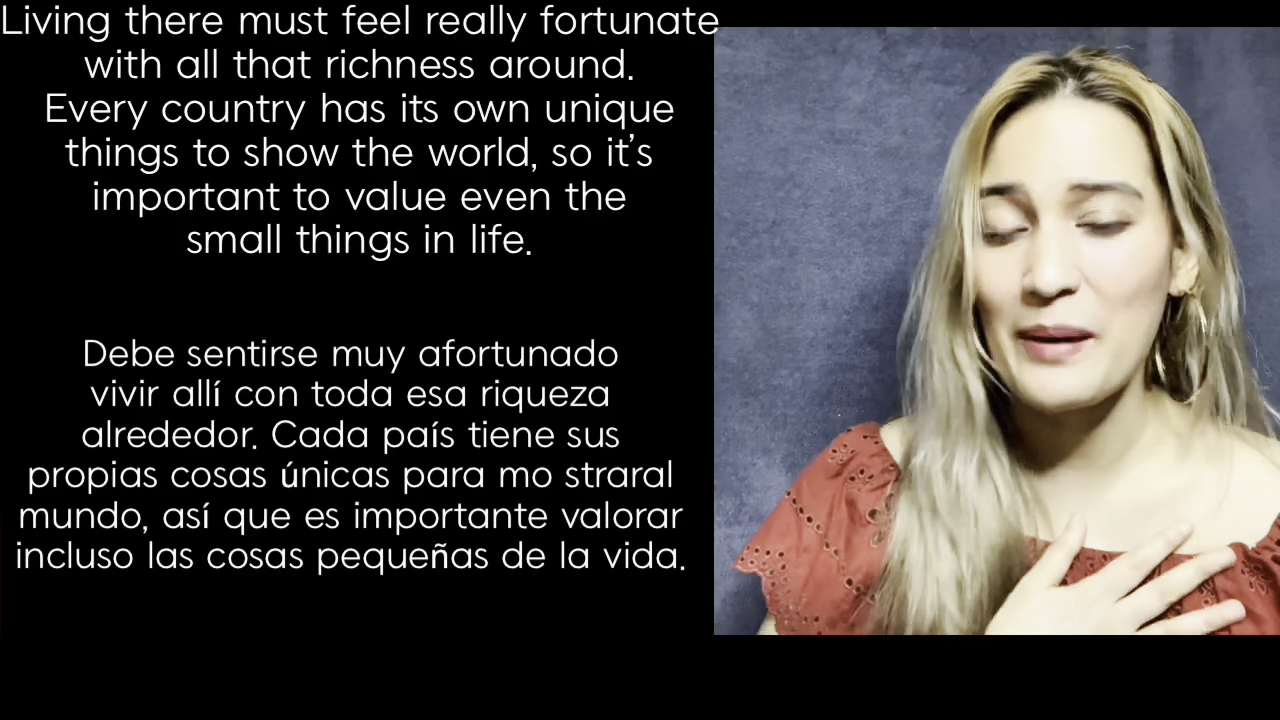 Living there must feel really fortunate
with all that richness around.
Every country has its own unique
things to show the world, so it's
important to value even the
small things in life.
Debe sentirse muy afortunado
vivir allí con toda esa riqueza
alrededor. Cada país tiene sus
propias cosas únicas para mo straral
mundo, así que es importante valorar
incluso las cosas pequeñas de la vida.